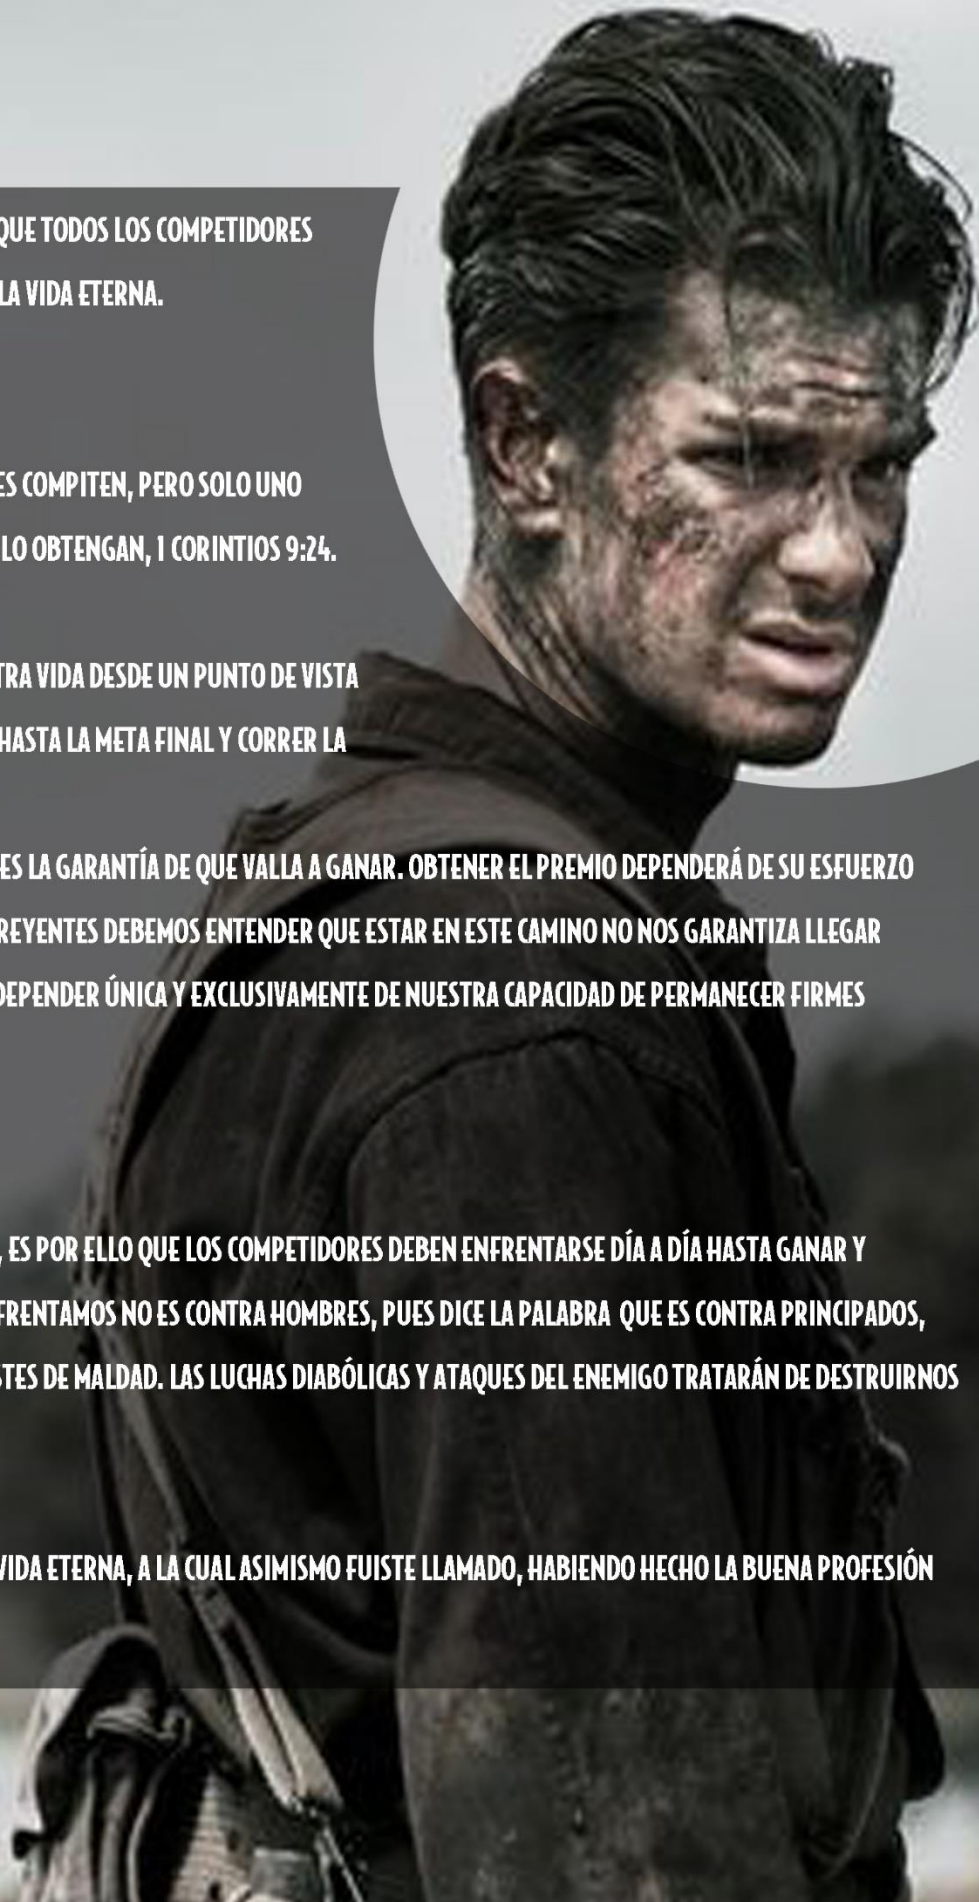 QUE TODOS LOS COMPETIDORES
LA VIDA ETERNA.
ES COMPITEN, PERO SOLO UNO
LO OBTENGAN, 1 CORINTIOS 9:24.
TRA VIDA DESDE UN PUNTO DE VISTA
HASTA LA META FINAL Y CORRER LA
ES LA GARANTÍA DE QUE VALLA A GANAR. OBTENER EL PREMIO DEPENDERÁ DE SU ESFUERZO
REYENTES DEBEMOS ENTENDER QUE ESTAR EN ESTE CAMINO NO NOS GARANTIZA LLEGAR
DEPENDER ÚNICA Y EXCLUSIVAMENTE DE NUESTRA CAPACIDAD DE PERMANECER FIRMES
, ES POR ELLO QUE LOS COMPETIDORES DEBEN ENFRENTARSE DÍA A DÍA HASTA GANAR Y
FRENTAMOS NO ES CONTRA HOMBRES, PUES DICE LA PALABRA QUE ES CONTRA PRINCIPADOS,
STES DE MALDAD. LAS LUCHAS DIABÓLICAS Y ATAQUES DEL ENEMIGO TRATARÁN DE DESTRUIRNOS
VIDA ETERNA, A LA CUAL ASIMISMO FUISTE LLAMADO, HABIENDO HECHO LA BUENA PROFESIÓN